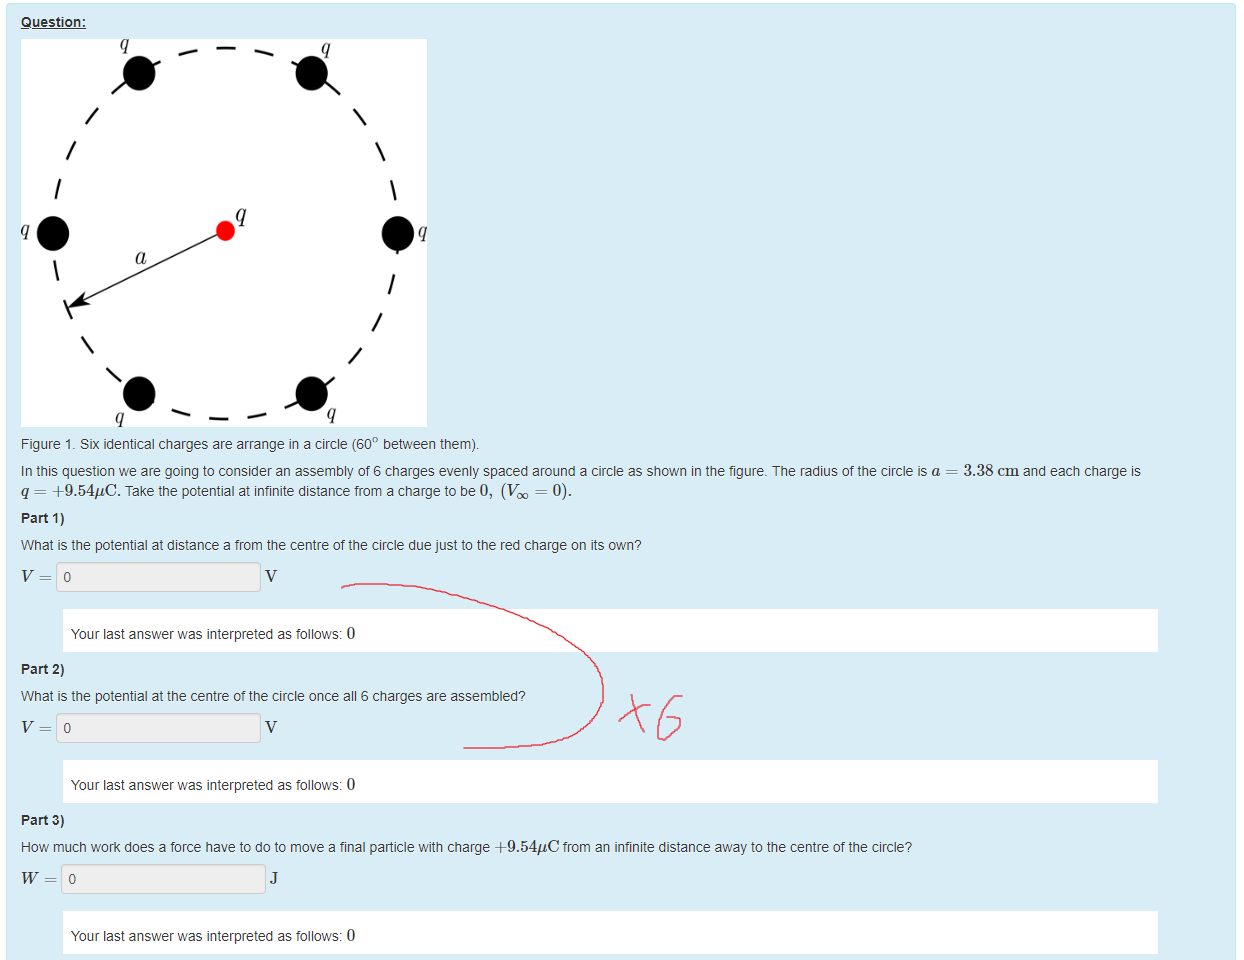 Question:
q
q
q
q
q
a
q
q
Figure 1. Six identical charges are arrange in a circle (60° between them).
In this question we are going to consider an assembly of 6 charges evenly spaced around a circle as shown in the figure. The radius of the circle is a = 3.38 cm and each charge is
q = +9.54μC. Take the potential at infinite distance from a charge to be 0, (V∞ = 0).
Part 1)
What is the potential at distance a from the centre of the circle due just to the red charge on its own?
V = 0 V
Your last answer was interpreted as follows: 0
Part 2)
What is the potential at the centre of the circle once all 6 charges are assembled?
V = 0 V
×6
Your last answer was interpreted as follows: 0
Part 3)
How much work does a force have to do to move a final particle with charge +9.54μC from an infinite distance away to the centre of the circle?
W = 0 J
Your last answer was interpreted as follows: 0